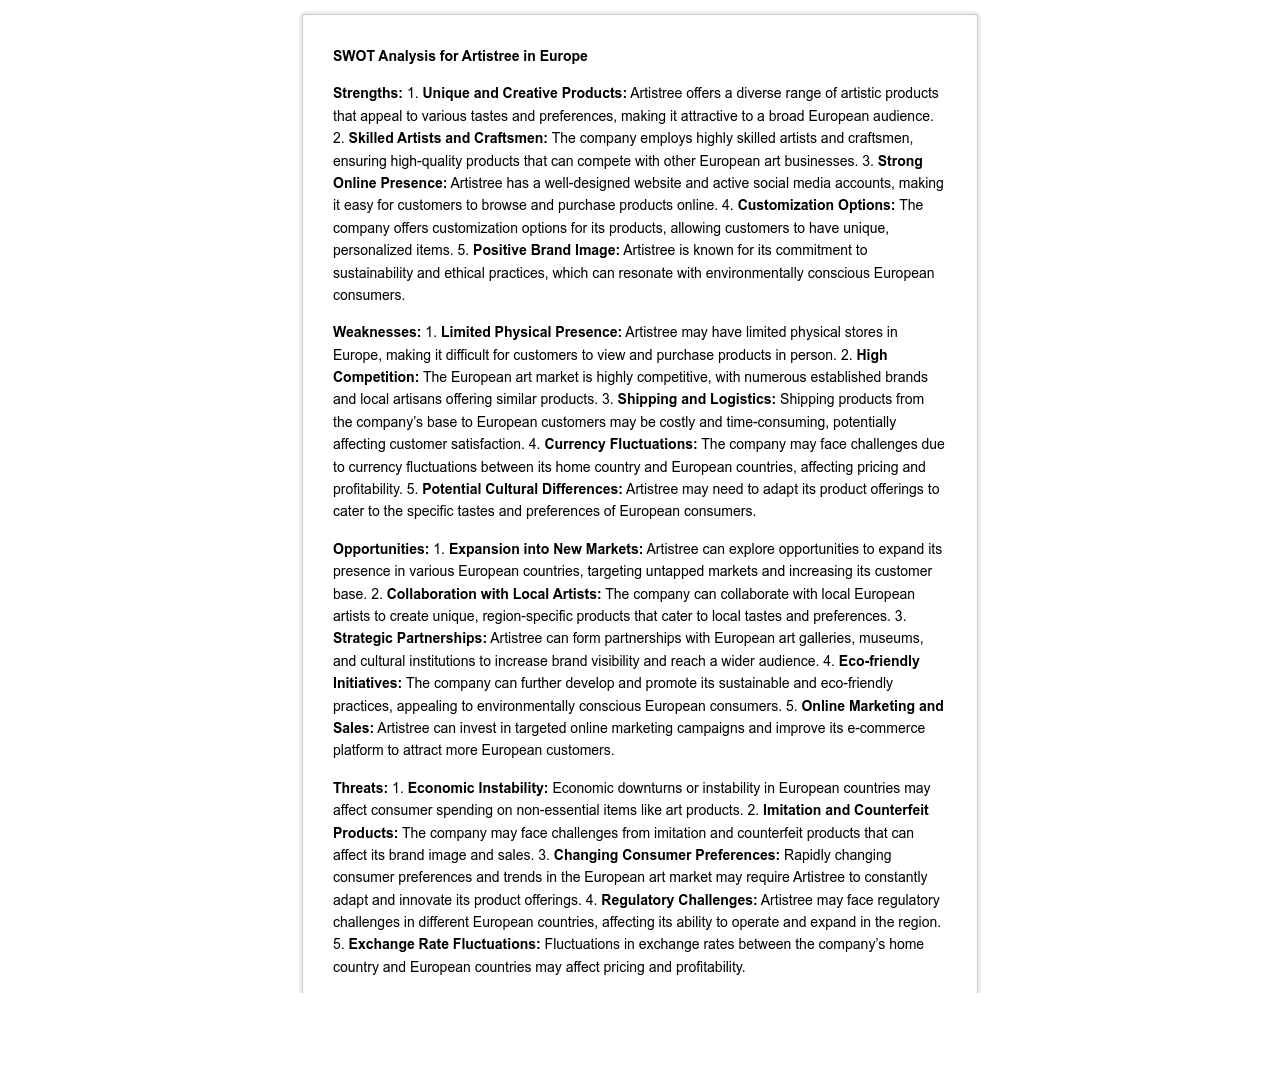 SWOT Analysis for Artistree in Europe
Strengths: 1. Unique and Creative Products: Artistree offers a diverse range of artistic products
that appeal to various tastes and preferences, making it attractive to a broad European audience.
2. Skilled Artists and Craftsmen: The company employs highly skilled artists and craftsmen,
ensuring high-quality products that can compete with other European art businesses. 3. Strong
Online Presence: Artistree has a well-designed website and active social media accounts, making
it easy for customers to browse and purchase products online. 4. Customization Options: The
company offers customization options for its products, allowing customers to have unique,
personalized items. 5. Positive Brand Image: Artistree is known for its commitment to
sustainability and ethical practices, which can resonate with environmentally conscious European
consumers.
Weaknesses: 1. Limited Physical Presence: Artistree may have limited physical stores in
Europe, making it difficult for customers to view and purchase products in person. 2. High
Competition: The European art market is highly competitive, with numerous established brands
and local artisans offering similar products. 3. Shipping and Logistics: Shipping products from
the company’s base to European customers may be costly and time-consuming, potentially
affecting customer satisfaction. 4. Currency Fluctuations: The company may face challenges due
to currency fluctuations between its home country and European countries, affecting pricing and
profitability. 5. Potential Cultural Differences: Artistree may need to adapt its product offerings to
cater to the specific tastes and preferences of European consumers.
Opportunities: 1. Expansion into New Markets: Artistree can explore opportunities to expand its
presence in various European countries, targeting untapped markets and increasing its customer
base. 2. Collaboration with Local Artists: The company can collaborate with local European
artists to create unique, region-specific products that cater to local tastes and preferences. 3.
Strategic Partnerships: Artistree can form partnerships with European art galleries, museums,
and cultural institutions to increase brand visibility and reach a wider audience. 4. Eco-friendly
Initiatives: The company can further develop and promote its sustainable and eco-friendly
practices, appealing to environmentally conscious European consumers. 5. Online Marketing and
Sales: Artistree can invest in targeted online marketing campaigns and improve its e-commerce
platform to attract more European customers.
Threats: 1. Economic Instability: Economic downturns or instability in European countries may
affect consumer spending on non-essential items like art products. 2. Imitation and Counterfeit
Products: The company may face challenges from imitation and counterfeit products that can
affect its brand image and sales. 3. Changing Consumer Preferences: Rapidly changing
consumer preferences and trends in the European art market may require Artistree to constantly
adapt and innovate its product offerings. 4. Regulatory Challenges: Artistree may face regulatory
challenges in different European countries, affecting its ability to operate and expand in the region.
5. Exchange Rate Fluctuations: Fluctuations in exchange rates between the company’s home
country and European countries may affect pricing and profitability.